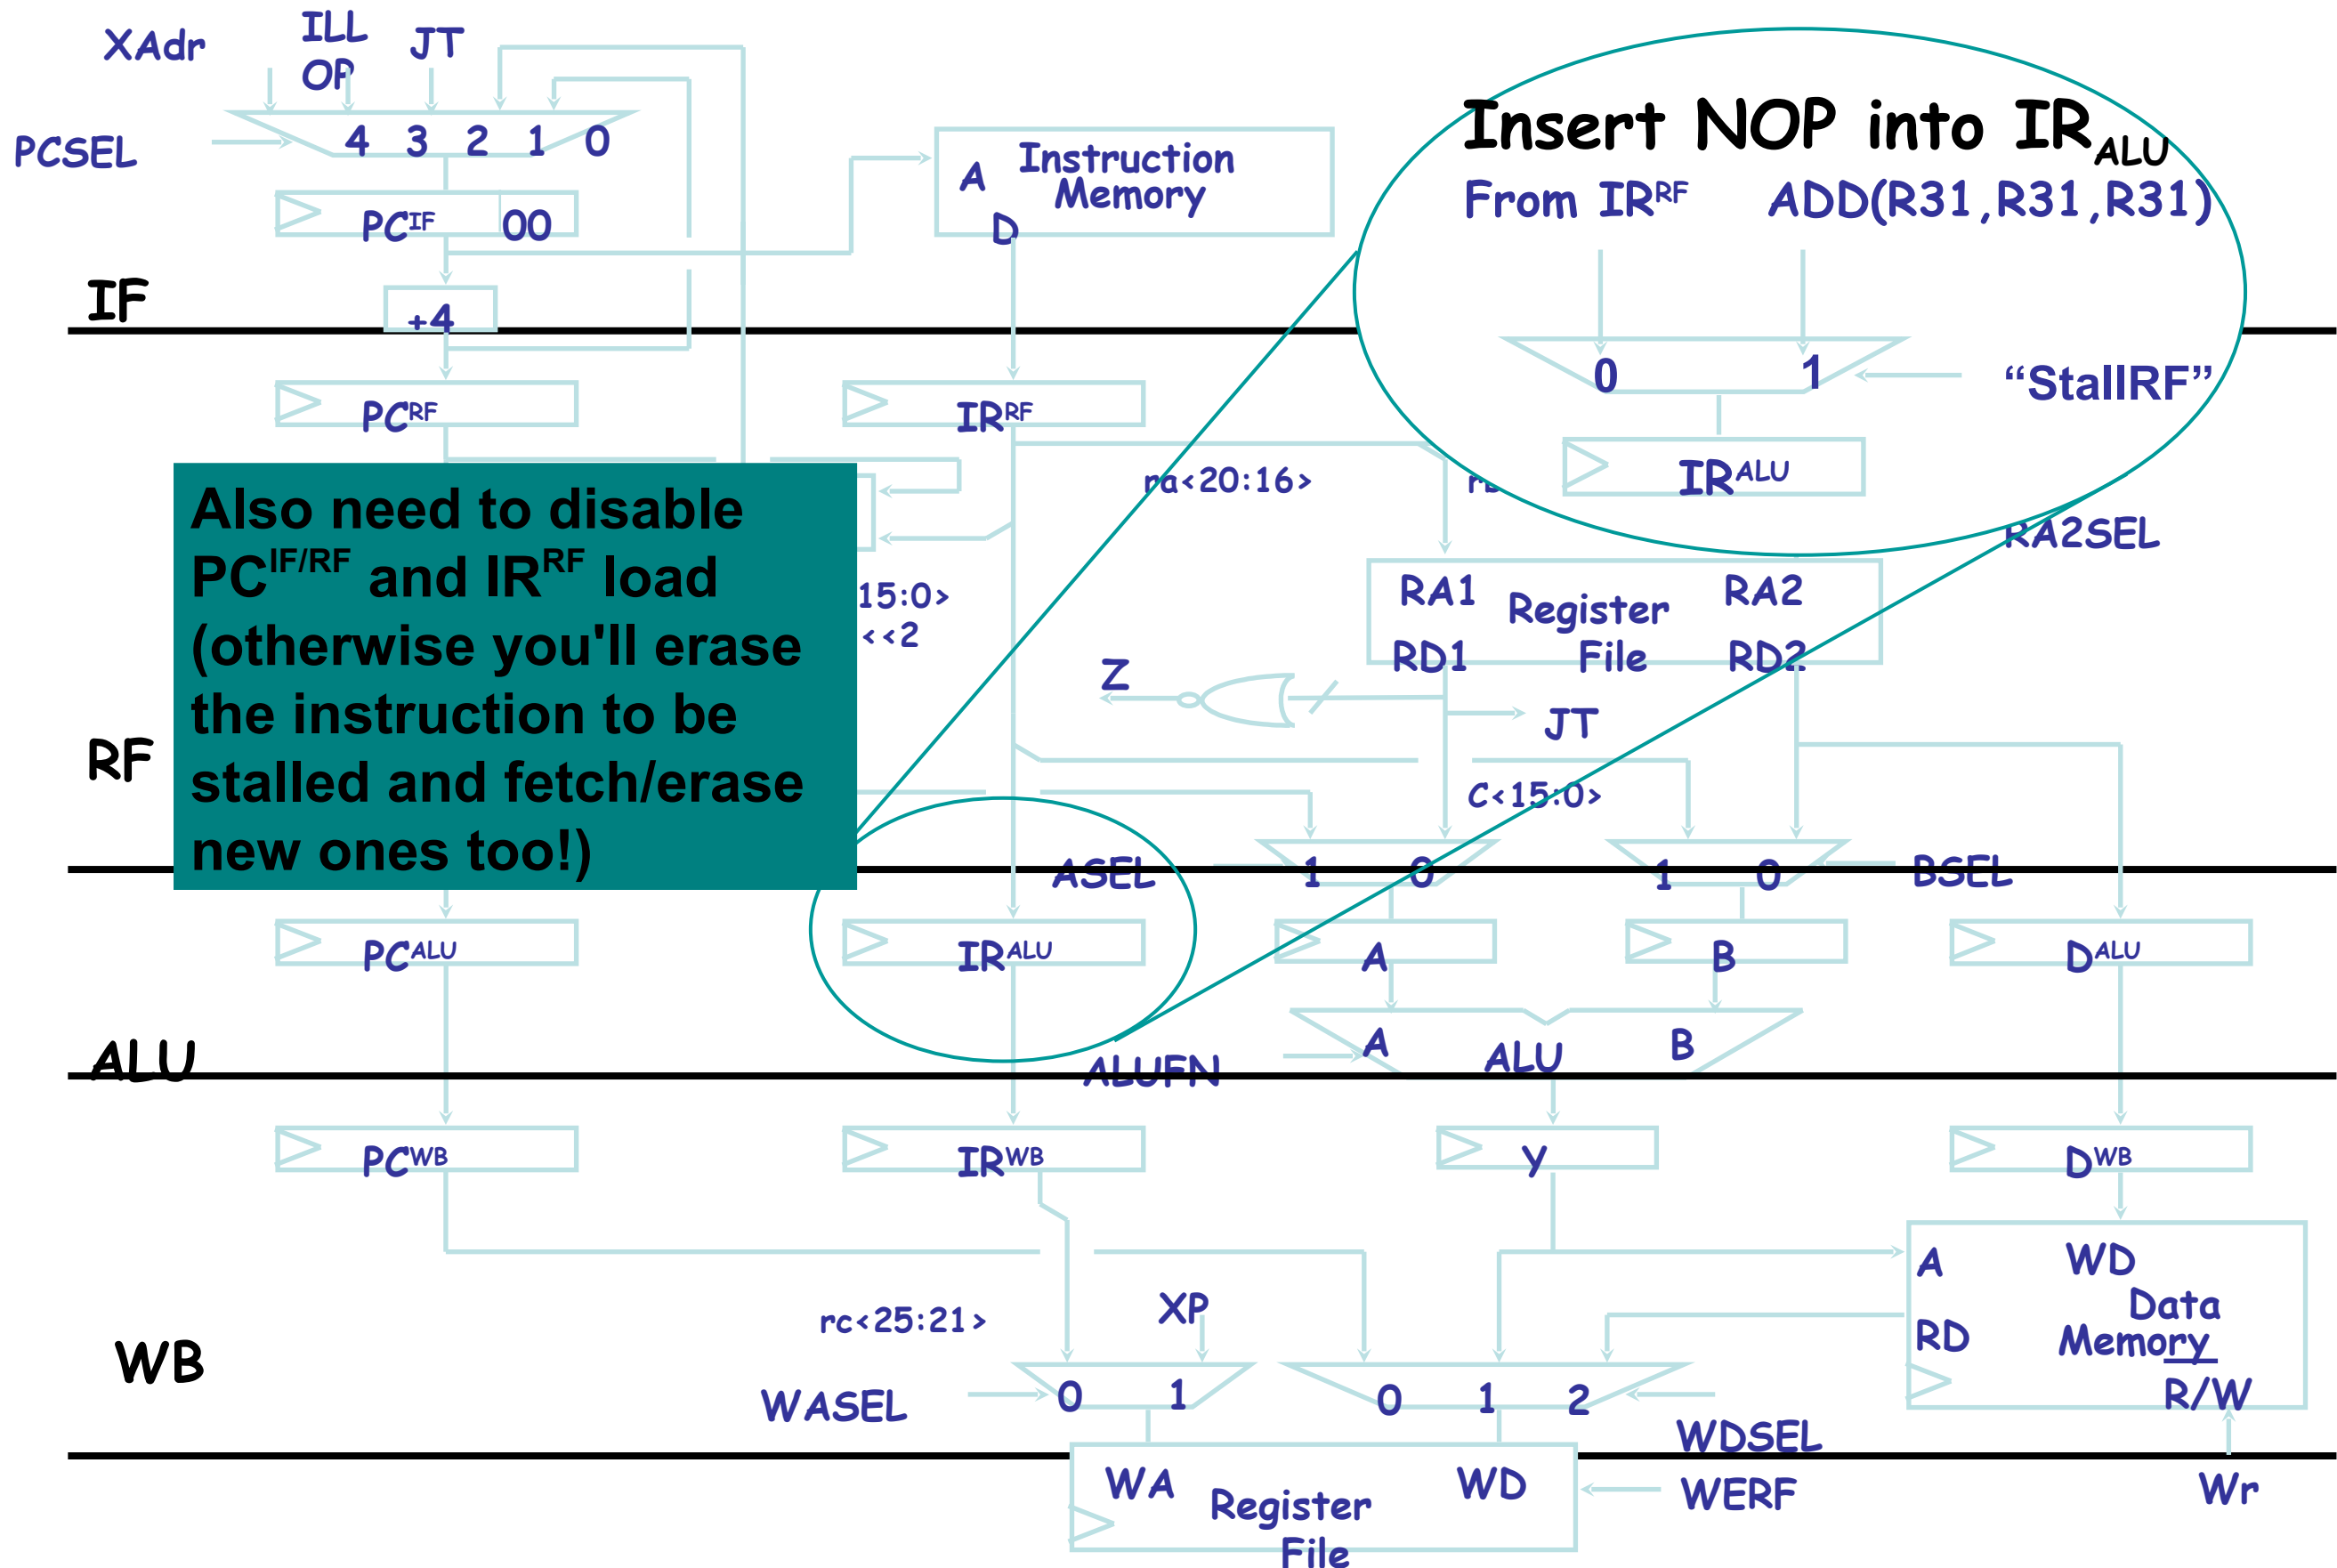 XAdr
ILL
OP
JT
PCSEL
4 3 2 1 0
Instruction
A Memory
D
PC^IF 00
Insert NOP into IR_ALU
From IR^RF ADD(R31,R31,R31)
IF
+4
0 1
“StallRF”
PC^RF
IR^RF
IR^ALU
ra<20:16>
RA2SEL
Also need to disable
PC^IF/RF and IR^RF load
(otherwise you'll erase
the instruction to be
stalled and fetch/erase
new ones too!)
15:0>
<<2
RA1 Register RA2
RD1 File RD2
Z
JT
RF
C<15:0>
ASEL
1 0
1 0
BSEL
PC^ALU
IR^ALU
A
B
D^ALU
ALU
ALUFN
A ALU B
PC^WB
IR^WB
Y
D^WB
A WD
Data
RD Memory
R/W
rc<25:21>
XP
WB
WASEL
0 1
0 1 2
WDSEL
WA Register WD
File
WERF
Wr